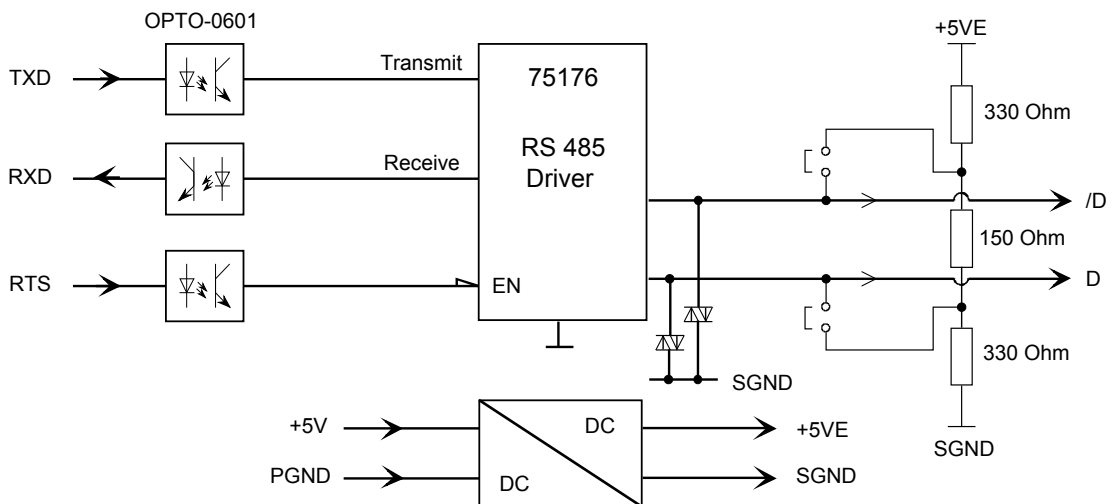 OPTO-0601
+5VE
TXD
Transmit
75176
330 Ohm
RXD
Receive
RS 485
Driver
/D
150 Ohm
RTS
EN
D
330 Ohm
SGND
+5V
DC
+5VE
SGND
PGND
DC
SGND